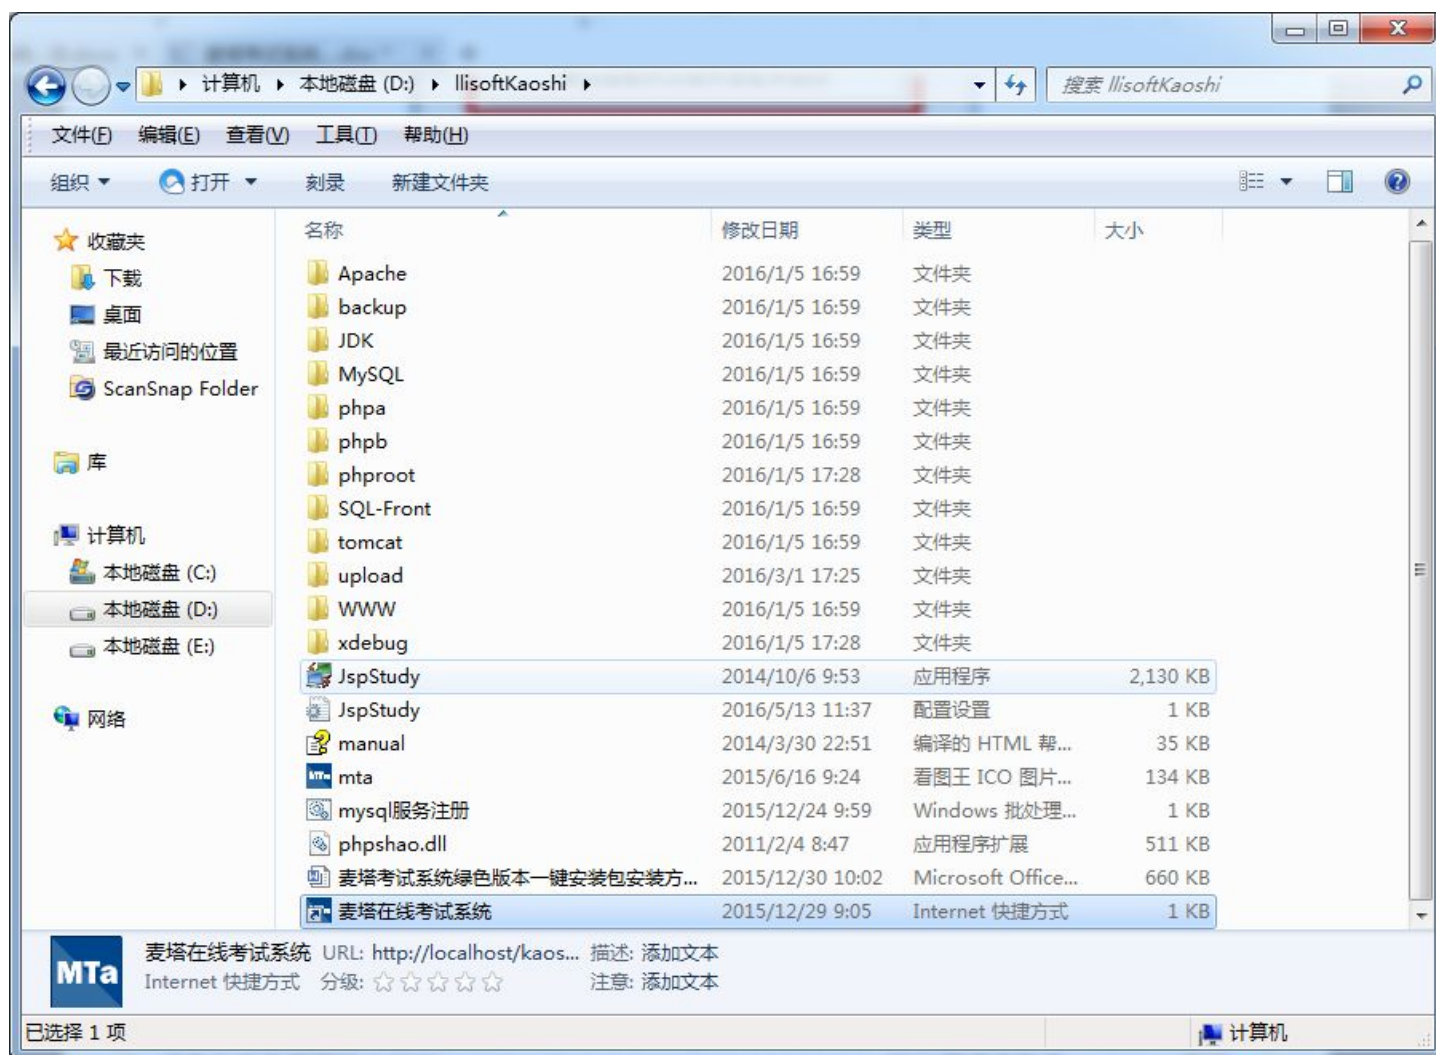 计算机 本地磁盘 (D:) llisoftKaoshi 搜索 llisoftKaoshi
文件(F) 编辑(E) 查看(V) 工具(T) 帮助(H)
组织 打开 刻录 新建文件夹
收藏夹
下载
桌面
最近访问的位置
ScanSnap Folder
库
计算机
本地磁盘 (C:)
本地磁盘 (D:)
本地磁盘 (E:)
网络
名称 修改日期 类型 大小
Apache 2016/1/5 16:59 文件夹
backup 2016/1/5 16:59 文件夹
JDK 2016/1/5 16:59 文件夹
MySQL 2016/1/5 16:59 文件夹
phpa 2016/1/5 16:59 文件夹
phpb 2016/1/5 16:59 文件夹
phproot 2016/1/5 17:28 文件夹
SQL-Front 2016/1/5 16:59 文件夹
tomcat 2016/1/5 16:59 文件夹
upload 2016/3/1 17:25 文件夹
WWW 2016/1/5 16:59 文件夹
xdebug 2016/1/5 17:28 文件夹
JspStudy 2014/10/6 9:53 应用程序 2,130 KB
JspStudy 2016/5/13 11:37 配置设置 1 KB
manual 2014/3/30 22:51 编译的 HTML 帮... 35 KB
mta 2015/6/16 9:24 看图王 ICO 图片... 134 KB
mysql服务注册 2015/12/24 9:59 Windows 批处理... 1 KB
phpshao.dll 2011/2/4 8:47 应用程序扩展 511 KB
麦塔考试系统绿色版本一键安装包安装方... 2015/12/30 10:02 Microsoft Office... 660 KB
麦塔在线考试系统 2015/12/29 9:05 Internet 快捷方式 1 KB
MTa
麦塔在线考试系统 URL: http://localhost/kaos... 描述: 添加文本
Internet 快捷方式 分级: 注意: 添加文本
已选择 1 项 计算机